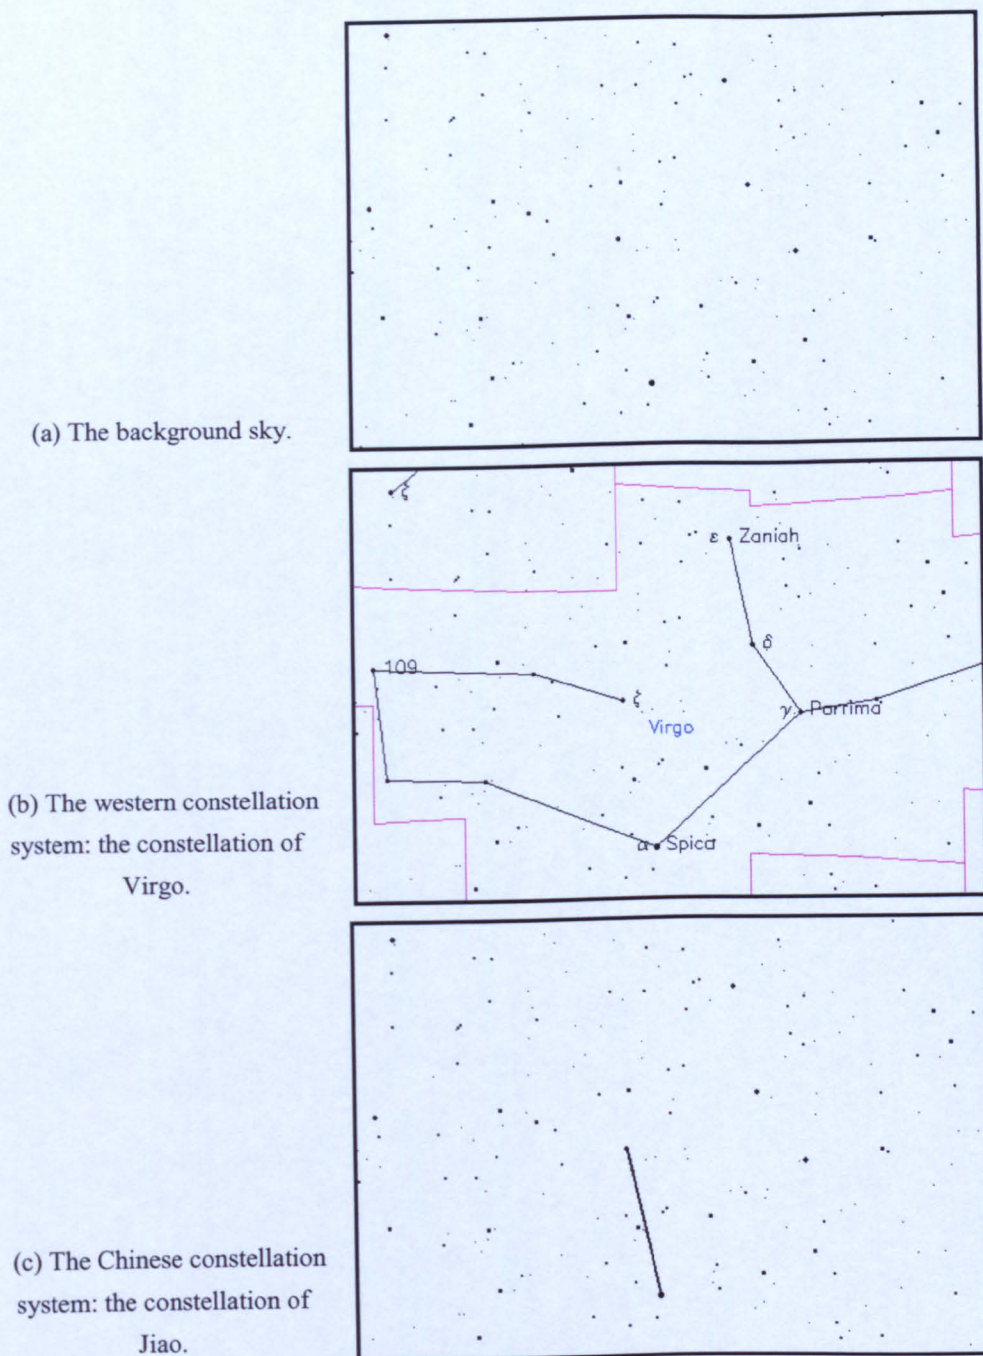 (a) The background sky.
ξ
ε Zaniah
δ
109
ζ
γ Porrima
Virgo
α Spica
(b) The western constellation
system: the constellation of
Virgo.
(c) The Chinese constellation
system: the constellation of
Jiao.